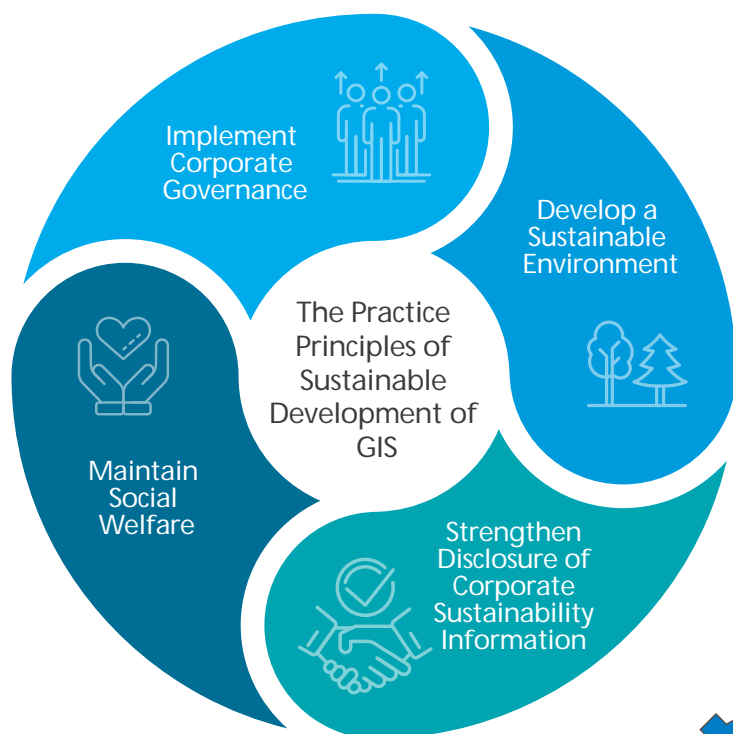 Implement
Corporate
Governance
Develop a
Sustainable
Environment
The Practice
Principles of
Sustainable
Development of
GIS
Maintain
Social
Welfare
Strengthen
Disclosure of
Corporate
Sustainability
Information